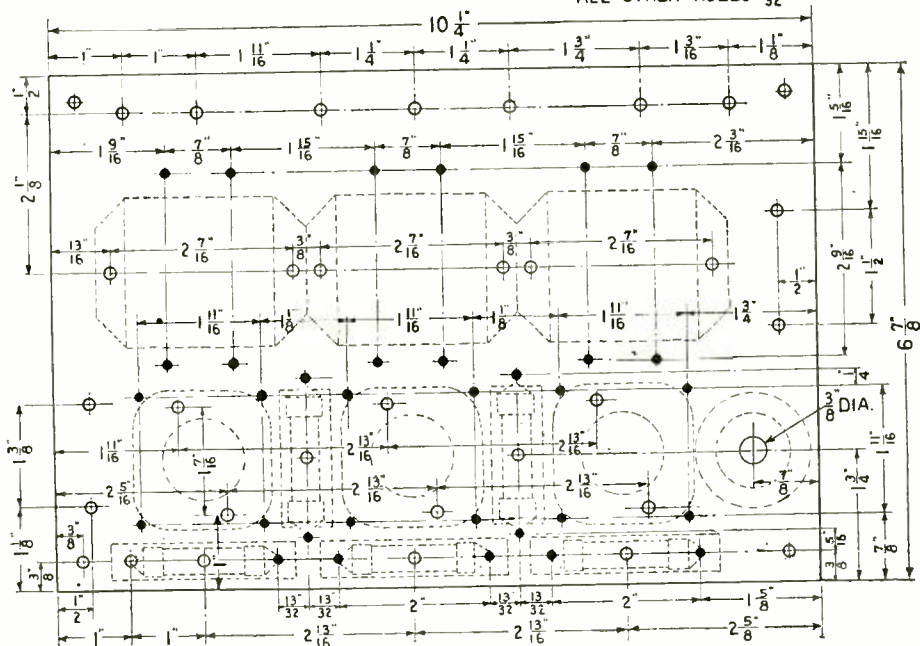 ALL OTHER HOLES 5/32"
10 1/4"
1" 1" 1 11/16" 1 1/4" 1 1/4" 1 3/4" 1 3/16" 1 1/8"
1/2" 1 5/16" 1 15/16"
1 9/16" 7/8" 1 15/16" 7/8" 1 15/16" 7/8" 2 3/16"
2 1/8"
13/16" 2 7/16" 3/8" 2 7/16" 3/8" 2 7/16" 2 9/16" 1 1/2"
1/2"
1 11/16" 1 1/8" 1 11/16" 1 1/8" 1 11/16" 1 3/4" 6 7/8"
1/4"
3/8" DIA.
1 3/8" 1 11/16" 1 7/16" 2 13/16" 2 13/16" 1 11/16"
2 5/16" 2 13/16" 2 13/16" 7/8" 1 3/4"
1 1/8" 3/8" 1" 5/16" 7/8"
3/8" 3/8"
1/2" 13/32 13/32 2" 13/32 13/32 2" 1 5/8"
1" 1" 2 13/16" 2 13/16" 2 5/8"